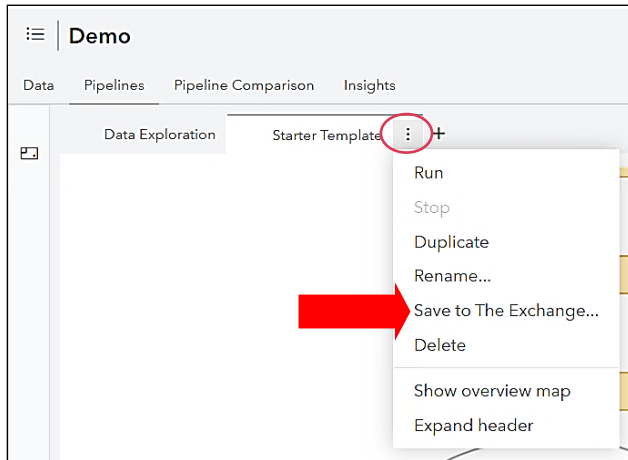 Demo
Data Pipelines Pipeline Comparison Insights
Data Exploration Starter Template
Run
Stop
Duplicate
Rename...
Save to The Exchange...
Delete
Show overview map
Expand header